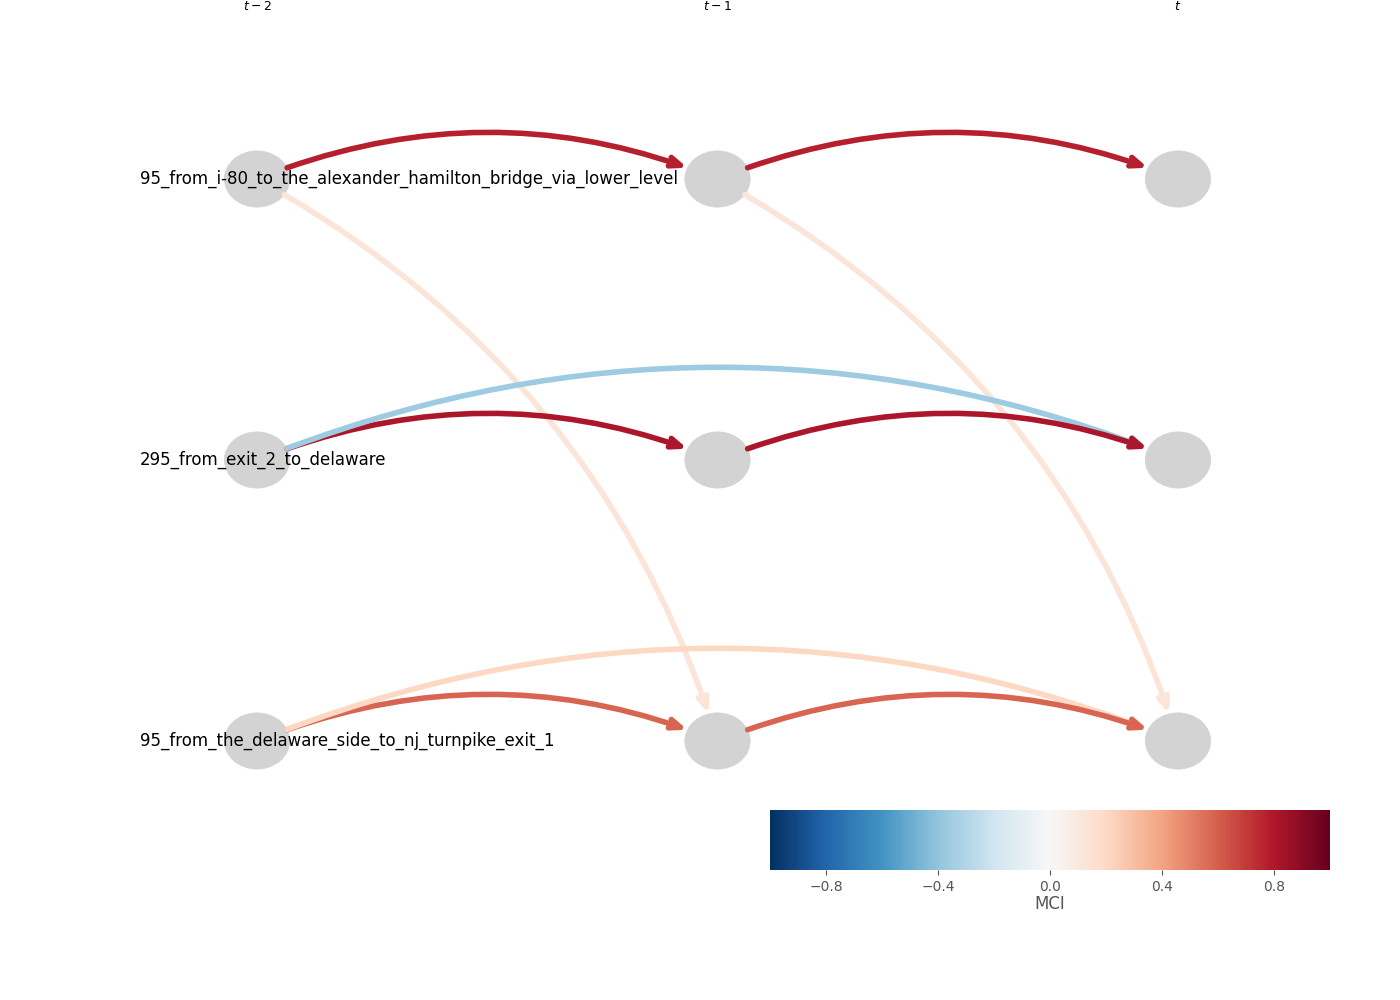 t − 2 t − 1 t
95_from_i-80_to_the_alexander_hamilton_bridge_via_lower_level
295_from_exit_2_to_delaware
95_from_the_delaware_side_to_nj_turnpike_exit_1
−0.8 −0.4 0.0 0.4 0.8
MCI